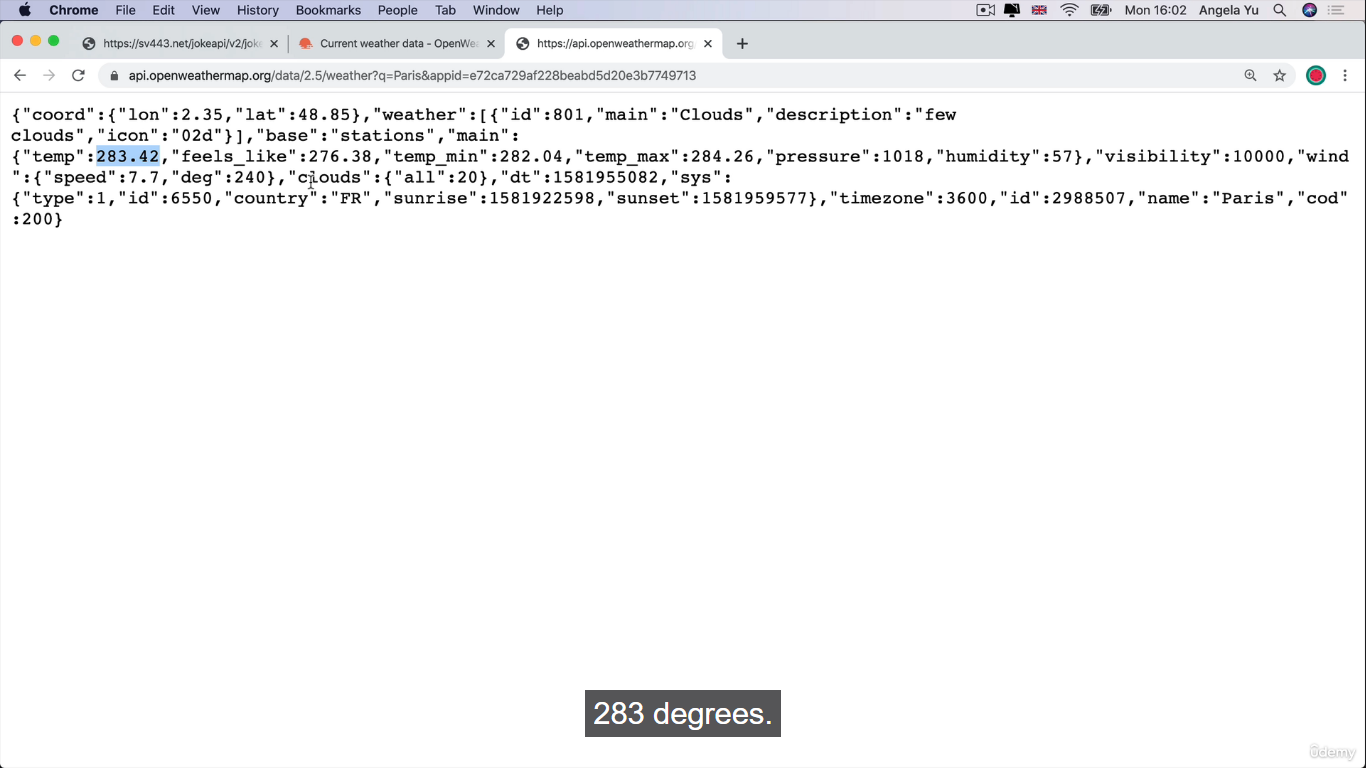 Chrome File Edit View History Bookmarks People Tab Window Help Mon 16:02 Angela Yu
https://sv443.net/jokeapi/v2/joke Current weather data - OpenWea https://api.openweathermap.org
api.openweathermap.org/data/2.5/weather?q=Paris&appid=e72ca729af228beabd5d20e3b7749713
{"coord":{"lon":2.35,"lat":48.85},"weather":[{"id":801,"main":"Clouds","description":"few
clouds","icon":"02d"}],"base":"stations","main":
{"temp":283.42,"feels_like":276.38,"temp_min":282.04,"temp_max":284.26,"pressure":1018,"humidity":57},"visibility":10000,"wind
":{"speed":7.7,"deg":240},"clouds":{"all":20},"dt":1581955082,"sys":
{"type":1,"id":6550,"country":"FR","sunrise":1581922598,"sunset":1581959577},"timezone":3600,"id":2988507,"name":"Paris","cod"
:200}
283 degrees.
ûdemy